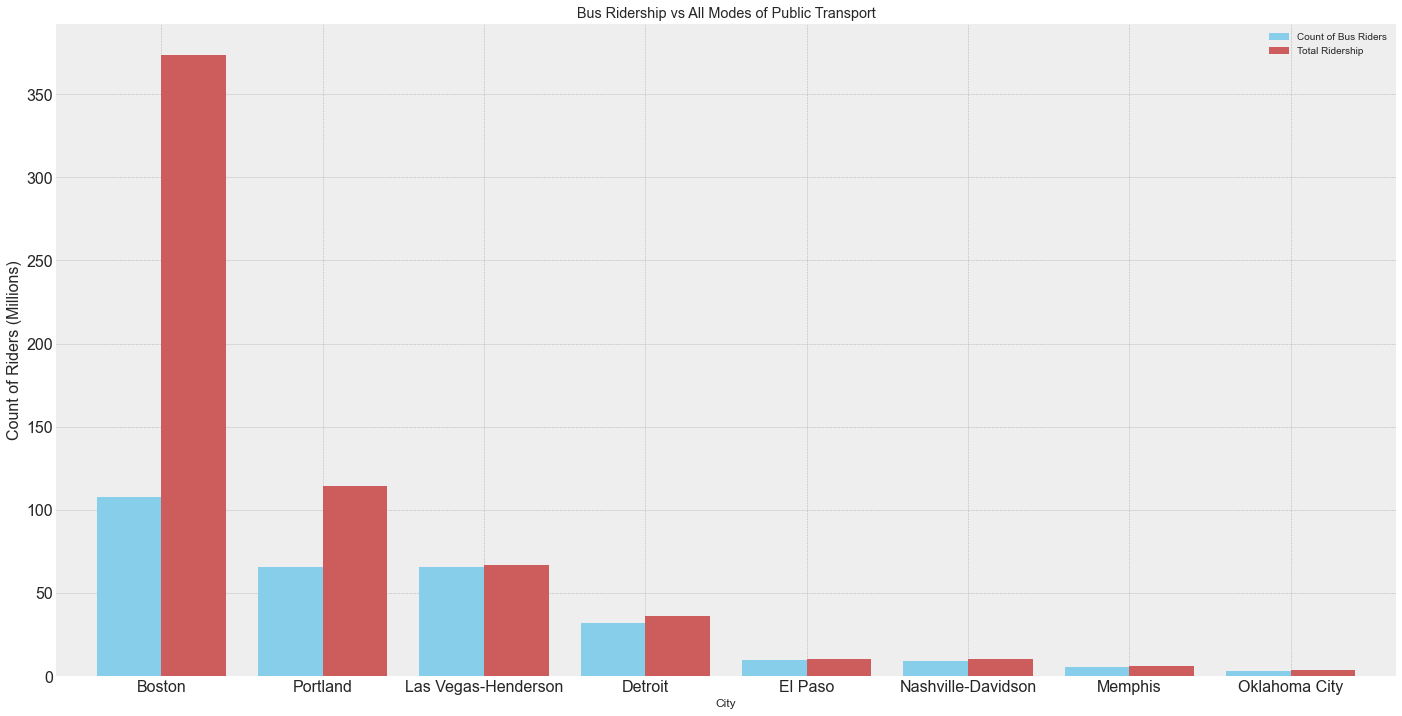 Bus Ridership vs All Modes of Public Transport
Count of Bus Riders
Total Ridership
Count of Riders (Millions)
350
300
250
200
150
100
50
0
Boston Portland Las Vegas-Henderson Detroit El Paso Nashville-Davidson Memphis Oklahoma City
City